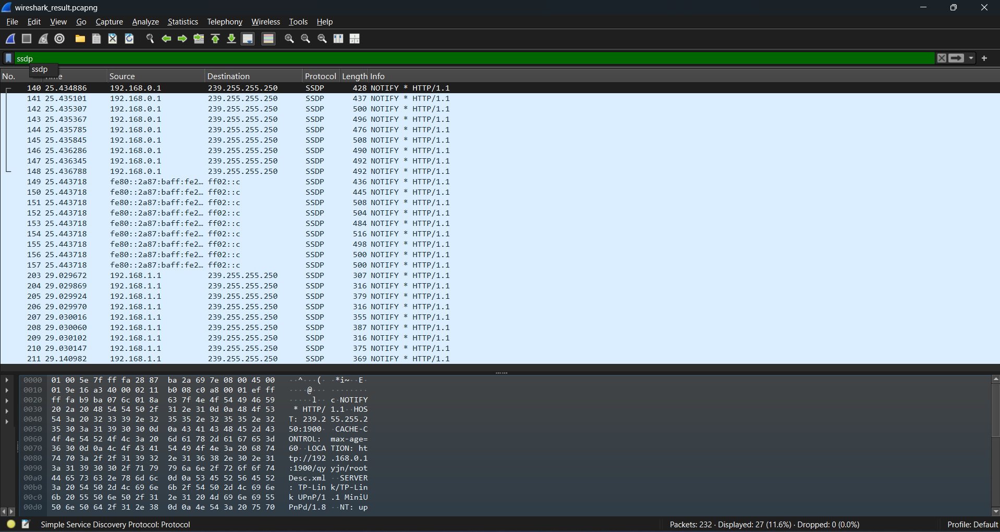 wireshark_result.pcapng
File Edit View Go Capture Analyze Statistics Telephony Wireless Tools Help
ssdp
ssdp
No. Source Destination Protocol Length Info
140 25.434886 192.168.0.1 239.255.255.250 SSDP 428 NOTIFY * HTTP/1.1
141 25.435101 192.168.0.1 239.255.255.250 SSDP 437 NOTIFY * HTTP/1.1
142 25.435307 192.168.0.1 239.255.255.250 SSDP 500 NOTIFY * HTTP/1.1
143 25.435367 192.168.0.1 239.255.255.250 SSDP 496 NOTIFY * HTTP/1.1
144 25.435785 192.168.0.1 239.255.255.250 SSDP 476 NOTIFY * HTTP/1.1
145 25.435845 192.168.0.1 239.255.255.250 SSDP 508 NOTIFY * HTTP/1.1
146 25.436286 192.168.0.1 239.255.255.250 SSDP 490 NOTIFY * HTTP/1.1
147 25.436345 192.168.0.1 239.255.255.250 SSDP 492 NOTIFY * HTTP/1.1
148 25.436788 192.168.0.1 239.255.255.250 SSDP 492 NOTIFY * HTTP/1.1
149 25.443718 fe80::2a87:baff:fe2… ff02::c SSDP 436 NOTIFY * HTTP/1.1
150 25.443718 fe80::2a87:baff:fe2… ff02::c SSDP 445 NOTIFY * HTTP/1.1
151 25.443718 fe80::2a87:baff:fe2… ff02::c SSDP 508 NOTIFY * HTTP/1.1
152 25.443718 fe80::2a87:baff:fe2… ff02::c SSDP 504 NOTIFY * HTTP/1.1
153 25.443718 fe80::2a87:baff:fe2… ff02::c SSDP 484 NOTIFY * HTTP/1.1
154 25.443718 fe80::2a87:baff:fe2… ff02::c SSDP 516 NOTIFY * HTTP/1.1
155 25.443718 fe80::2a87:baff:fe2… ff02::c SSDP 498 NOTIFY * HTTP/1.1
156 25.443718 fe80::2a87:baff:fe2… ff02::c SSDP 500 NOTIFY * HTTP/1.1
157 25.443718 fe80::2a87:baff:fe2… ff02::c SSDP 500 NOTIFY * HTTP/1.1
203 29.029672 192.168.1.1 239.255.255.250 SSDP 307 NOTIFY * HTTP/1.1
204 29.029869 192.168.1.1 239.255.255.250 SSDP 316 NOTIFY * HTTP/1.1
205 29.029924 192.168.1.1 239.255.255.250 SSDP 379 NOTIFY * HTTP/1.1
206 29.029970 192.168.1.1 239.255.255.250 SSDP 316 NOTIFY * HTTP/1.1
207 29.030016 192.168.1.1 239.255.255.250 SSDP 355 NOTIFY * HTTP/1.1
208 29.030060 192.168.1.1 239.255.255.250 SSDP 387 NOTIFY * HTTP/1.1
209 29.030102 192.168.1.1 239.255.255.250 SSDP 316 NOTIFY * HTTP/1.1
210 29.030147 192.168.1.1 239.255.255.250 SSDP 375 NOTIFY * HTTP/1.1
211 29.140982 192.168.1.1 239.255.255.250 SSDP 369 NOTIFY * HTTP/1.1
0000 01 00 5e 7f ff fa 28 87 ba 2a 69 7e 08 00 45 00 ··^···(· ·*i~··E·
0010 01 9e 16 a3 40 00 02 11 b0 08 c0 a8 00 01 ef ff ····@··· ········
0020 ff fa b9 ba 07 6c 01 8a 63 7f 4e 4f 54 49 46 59 ·····l·· c·NOTIFY
0030 20 2a 20 48 54 54 50 2f 31 2e 31 0d 0a 48 4f 53 * HTTP/ 1.1··HOS
0040 54 3a 20 32 33 39 2e 32 35 35 2e 32 35 35 2e 32 T: 239.2 55.255.2
0050 35 30 3a 31 39 30 30 0d 0a 43 41 43 48 45 2d 43 50:1900· ·CACHE-C
0060 4f 4e 54 52 4f 4c 3a 20 6d 61 78 2d 61 67 65 3d ONTROL: max-age=
0070 36 30 0d 0a 4c 4f 43 41 54 49 4f 4e 3a 20 68 74 60··LOCA TION: ht
0080 74 70 3a 2f 2f 31 39 32 2e 31 36 38 2e 30 2e 31 tp://192 .168.0.1
0090 3a 31 39 30 30 2f 71 79 79 6a 6e 2f 72 6f 6f 74 :1900/qy yjn/root
00a0 44 65 73 63 2e 78 6d 6c 0d 0a 53 45 52 56 45 52 Desc.xml ··SERVER
00b0 3a 20 54 50 2d 4c 69 6e 6b 2f 54 50 2d 4c 69 6e : TP-Lin k/TP-Lin
00c0 6b 20 55 50 6e 50 2f 31 2e 31 20 4d 69 6e 69 55 k UPnP/1 .1 MiniU
00d0 50 6e 50 64 2f 31 2e 38 0d 0a 4e 54 3a 20 75 70 PnPd/1.8 ··NT: up
Simple Service Discovery Protocol: Protocol Packets: 232 · Displayed: 27 (11.6%) · Dropped: 0 (0.0%) Profile: Default